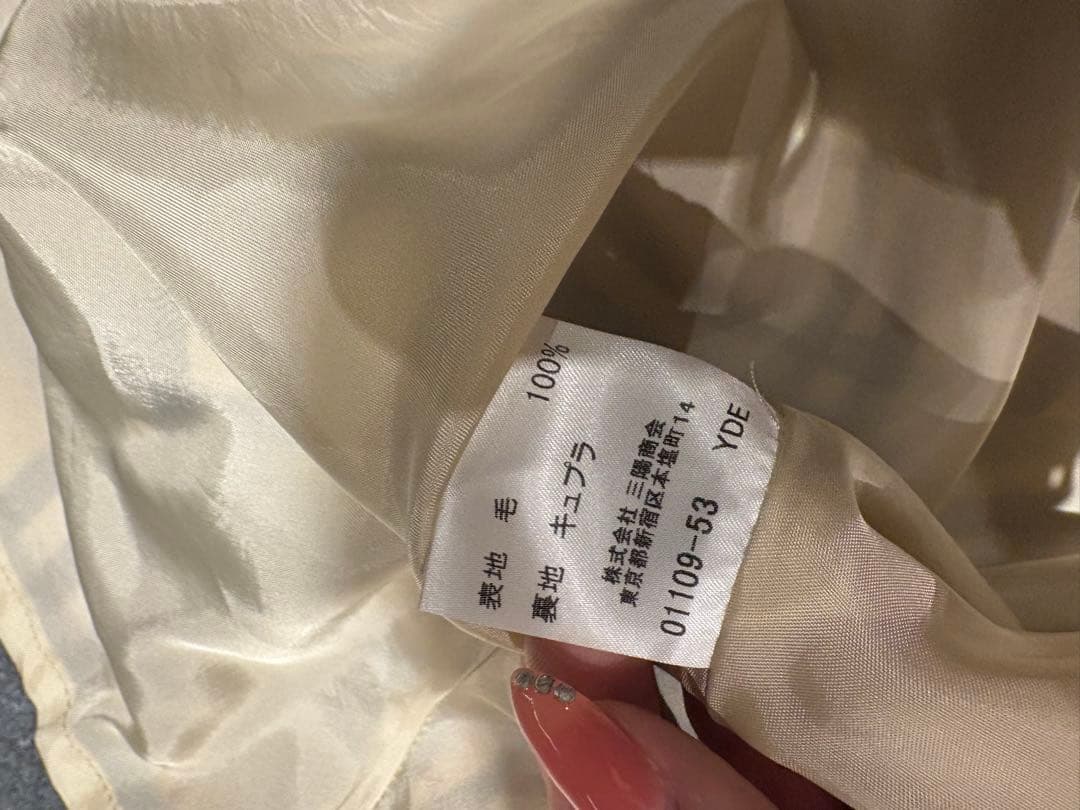 表地 毛 100%
裏地 キュプラ
株式会社 三陽商会
東京都新宿区本塩町14
01109-53 YDE